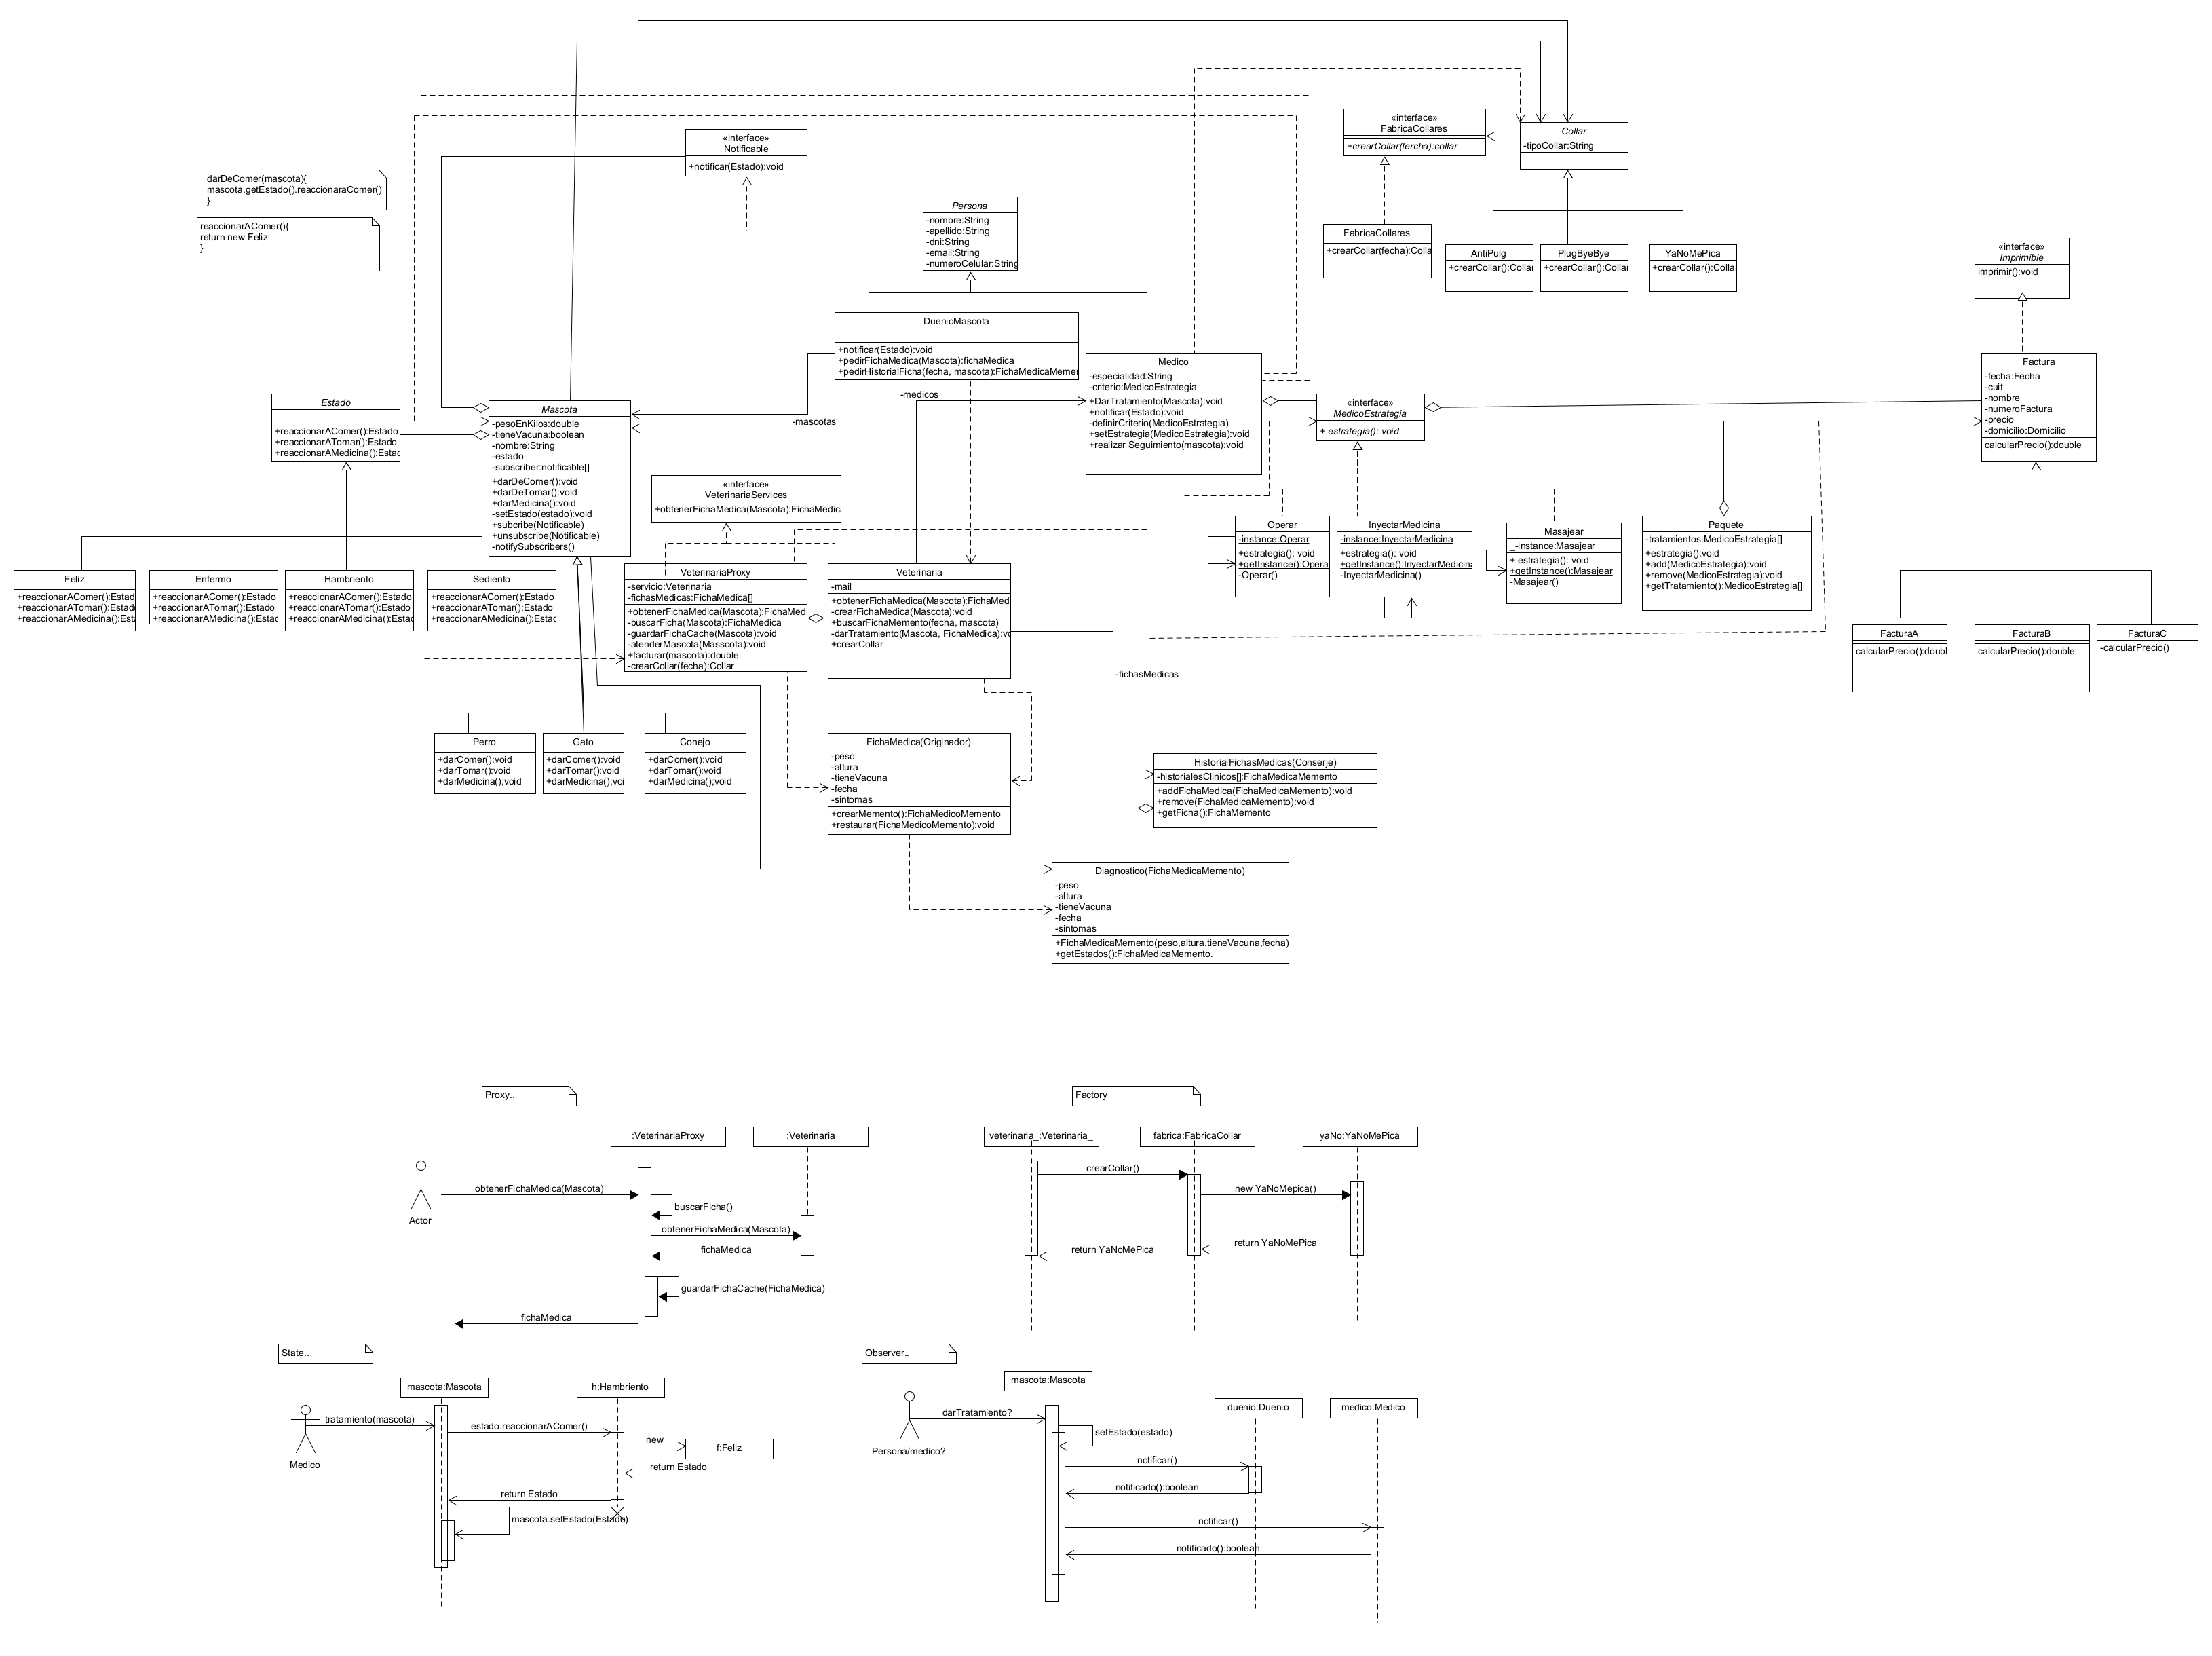 «interface»
Notificable
+notificar(Estado):void
«interface»
FabricaCollares
+crearCollar(fercha):collar
Collar
-tipoCollar:String
darDeComer(mascota){
mascota.getEstado().reaccionaraComer()
}
reaccionarAComer(){
return new Feliz
}
Persona
-nombre:String
-apellido:String
-dni:String
-email:String
-numeroCelular:String
FabricaCollares
+crearCollar(fecha):Colla
AntiPulg
+crearCollar():Collar
PlugByeBye
+crearCollar():Collar
YaNoMePica
+crearCollar():Collar
«interface»
Imprimible
imprimir():void
DuenioMascota
+notificar(Estado):void
+pedirFichaMedica(Mascota):fichaMedica
+pedirHistorialFicha(fecha, mascota):FichaMedicaMemen
Medico
-especialidad:String
-criterio:MedicoEstrategia
+DarTratamiento(Mascota):void
+notificar(Estado):void
-definirCriterio(MedicoEstrategia)
+setEstrategia(MedicoEstrategia):void
+realizar Seguimiento(mascota):void
Factura
-fecha:Fecha
-cuit
-nombre
-numeroFactura
-precio
-domicilio:Domicilio
calcularPrecio():double
Estado
+reaccionarAComer():Estado
+reaccionarATomar():Estado
+reaccionarAMedicina():Estac
Mascota
-pesoEnKilos:double
-tieneVacuna:boolean
-nombre:String
-estado
-subscriber:notificable[]
+darDeComer():void
+darDeTomar():void
+darMedicina():void
-setEstado(estado):void
+subcribe(Notificable)
+unsubscribe(Notificable)
-notifySubscribers()
-medicos
-mascotas
«interface»
MedicoEstrategia
+ estrategia(): void
«interface»
VeterinariaServices
+obtenerFichaMedica(Mascota):FichaMedic
Operar
-instance:Operar
+estrategia(): void
+getInstance():Opera
-Operar()
InyectarMedicina
-instance:InyectarMedicina
+estrategia(): void
+getInstance():InyectarMedicina
-InyectarMedicina()
Masajear
-instance:Masajear
+ estrategia(): void
+getInstance():Masajear
-Masajear()
Paquete
-tratamientos:MedicoEstrategia[]
+estrategia():void
+add(MedicoEstrategia):void
+remove(MedicoEstrategia):void
+getTratamiento():MedicoEstrategia[]
Feliz
+reaccionarAComer():Estad
+reaccionarATomar():Estado
+reaccionarAMedicina():Esta
Enfermo
+reaccionarAComer():Estado
+reaccionarATomar():Estado
+reaccionarAMedicina():Estac
Hambriento
+reaccionarAComer():Estado
+reaccionarATomar():Estado
+reaccionarAMedicina():Estac
Sediento
+reaccionarAComer():Estado
+reaccionarATomar():Estado
+reaccionarAMedicina():Estac
VeterinariaProxy
-servicio:Veterinaria
-fichasMedicas:FichaMedica[]
+obtenerFichaMedica(Mascota):FichaMed
-buscarFicha(Mascota):FichaMedica
-guardarFichaCache(Mascota):void
-atenderMascota(Masscota):void
+facturar(mascota):double
-crearCollar(fecha):Collar
Veterinaria
-mail
+obtenerFichaMedica(Mascota):FichaMed
-crearFichaMedica(Mascota):void
+buscarFichaMemento(fecha, mascota)
-darTratamiento(Mascota, FichaMedica):vo
+crearCollar
FacturaA
calcularPrecio():doubl
FacturaB
calcularPrecio():double
FacturaC
-calcularPrecio()
-fichasMedicas
Perro
+darComer():void
+darTomar():void
+darMedicina();void
Gato
+darComer():void
+darTomar():void
+darMedicina();voi
Conejo
+darComer():void
+darTomar():void
+darMedicina();void
FichaMedica(Originador)
-peso
-altura
-tieneVacuna
-fecha
-sintomas
+crearMemento():FichaMedicoMemento
+restaurar(FichaMedicoMemento):void
HistorialFichasMedicas(Conserje)
-historialesClinicos[]:FichaMedicaMemento
+addFichaMedica(FichaMedicaMemento):void
+remove(FichaMedicaMemento):void
+getFicha():FichaMemento
Diagnostico(FichaMedicaMemento)
-peso
-altura
-tieneVacuna
-fecha
-sintomas
+FichaMedicaMemento(peso,altura,tieneVacuna,fecha)
+getEstados():FichaMedicaMemento.
Proxy..
:VeterinariaProxy
:Veterinaria
Actor
obtenerFichaMedica(Mascota)
buscarFicha()
obtenerFichaMedica(Mascota)
fichaMedica
guardarFichaCache(FichaMedica)
fichaMedica
Factory
veterinaria_:Veterinaria_
fabrica:FabricaCollar
yaNo:YaNoMePica
crearCollar()
new YaNoMepica()
return YaNoMePica
return YaNoMePica
State..
mascota:Mascota
h:Hambriento
tratamiento(mascota)
Medico
estado.reaccionarAComer()
new
f:Feliz
return Estado
return Estado
mascota.setEstado(Estado)
Observer..
mascota:Mascota
duenio:Duenio
medico:Medico
darTratamiento?
Persona/medico?
setEstado(estado)
notificar()
notificado():boolean
notificar()
notificado():boolean